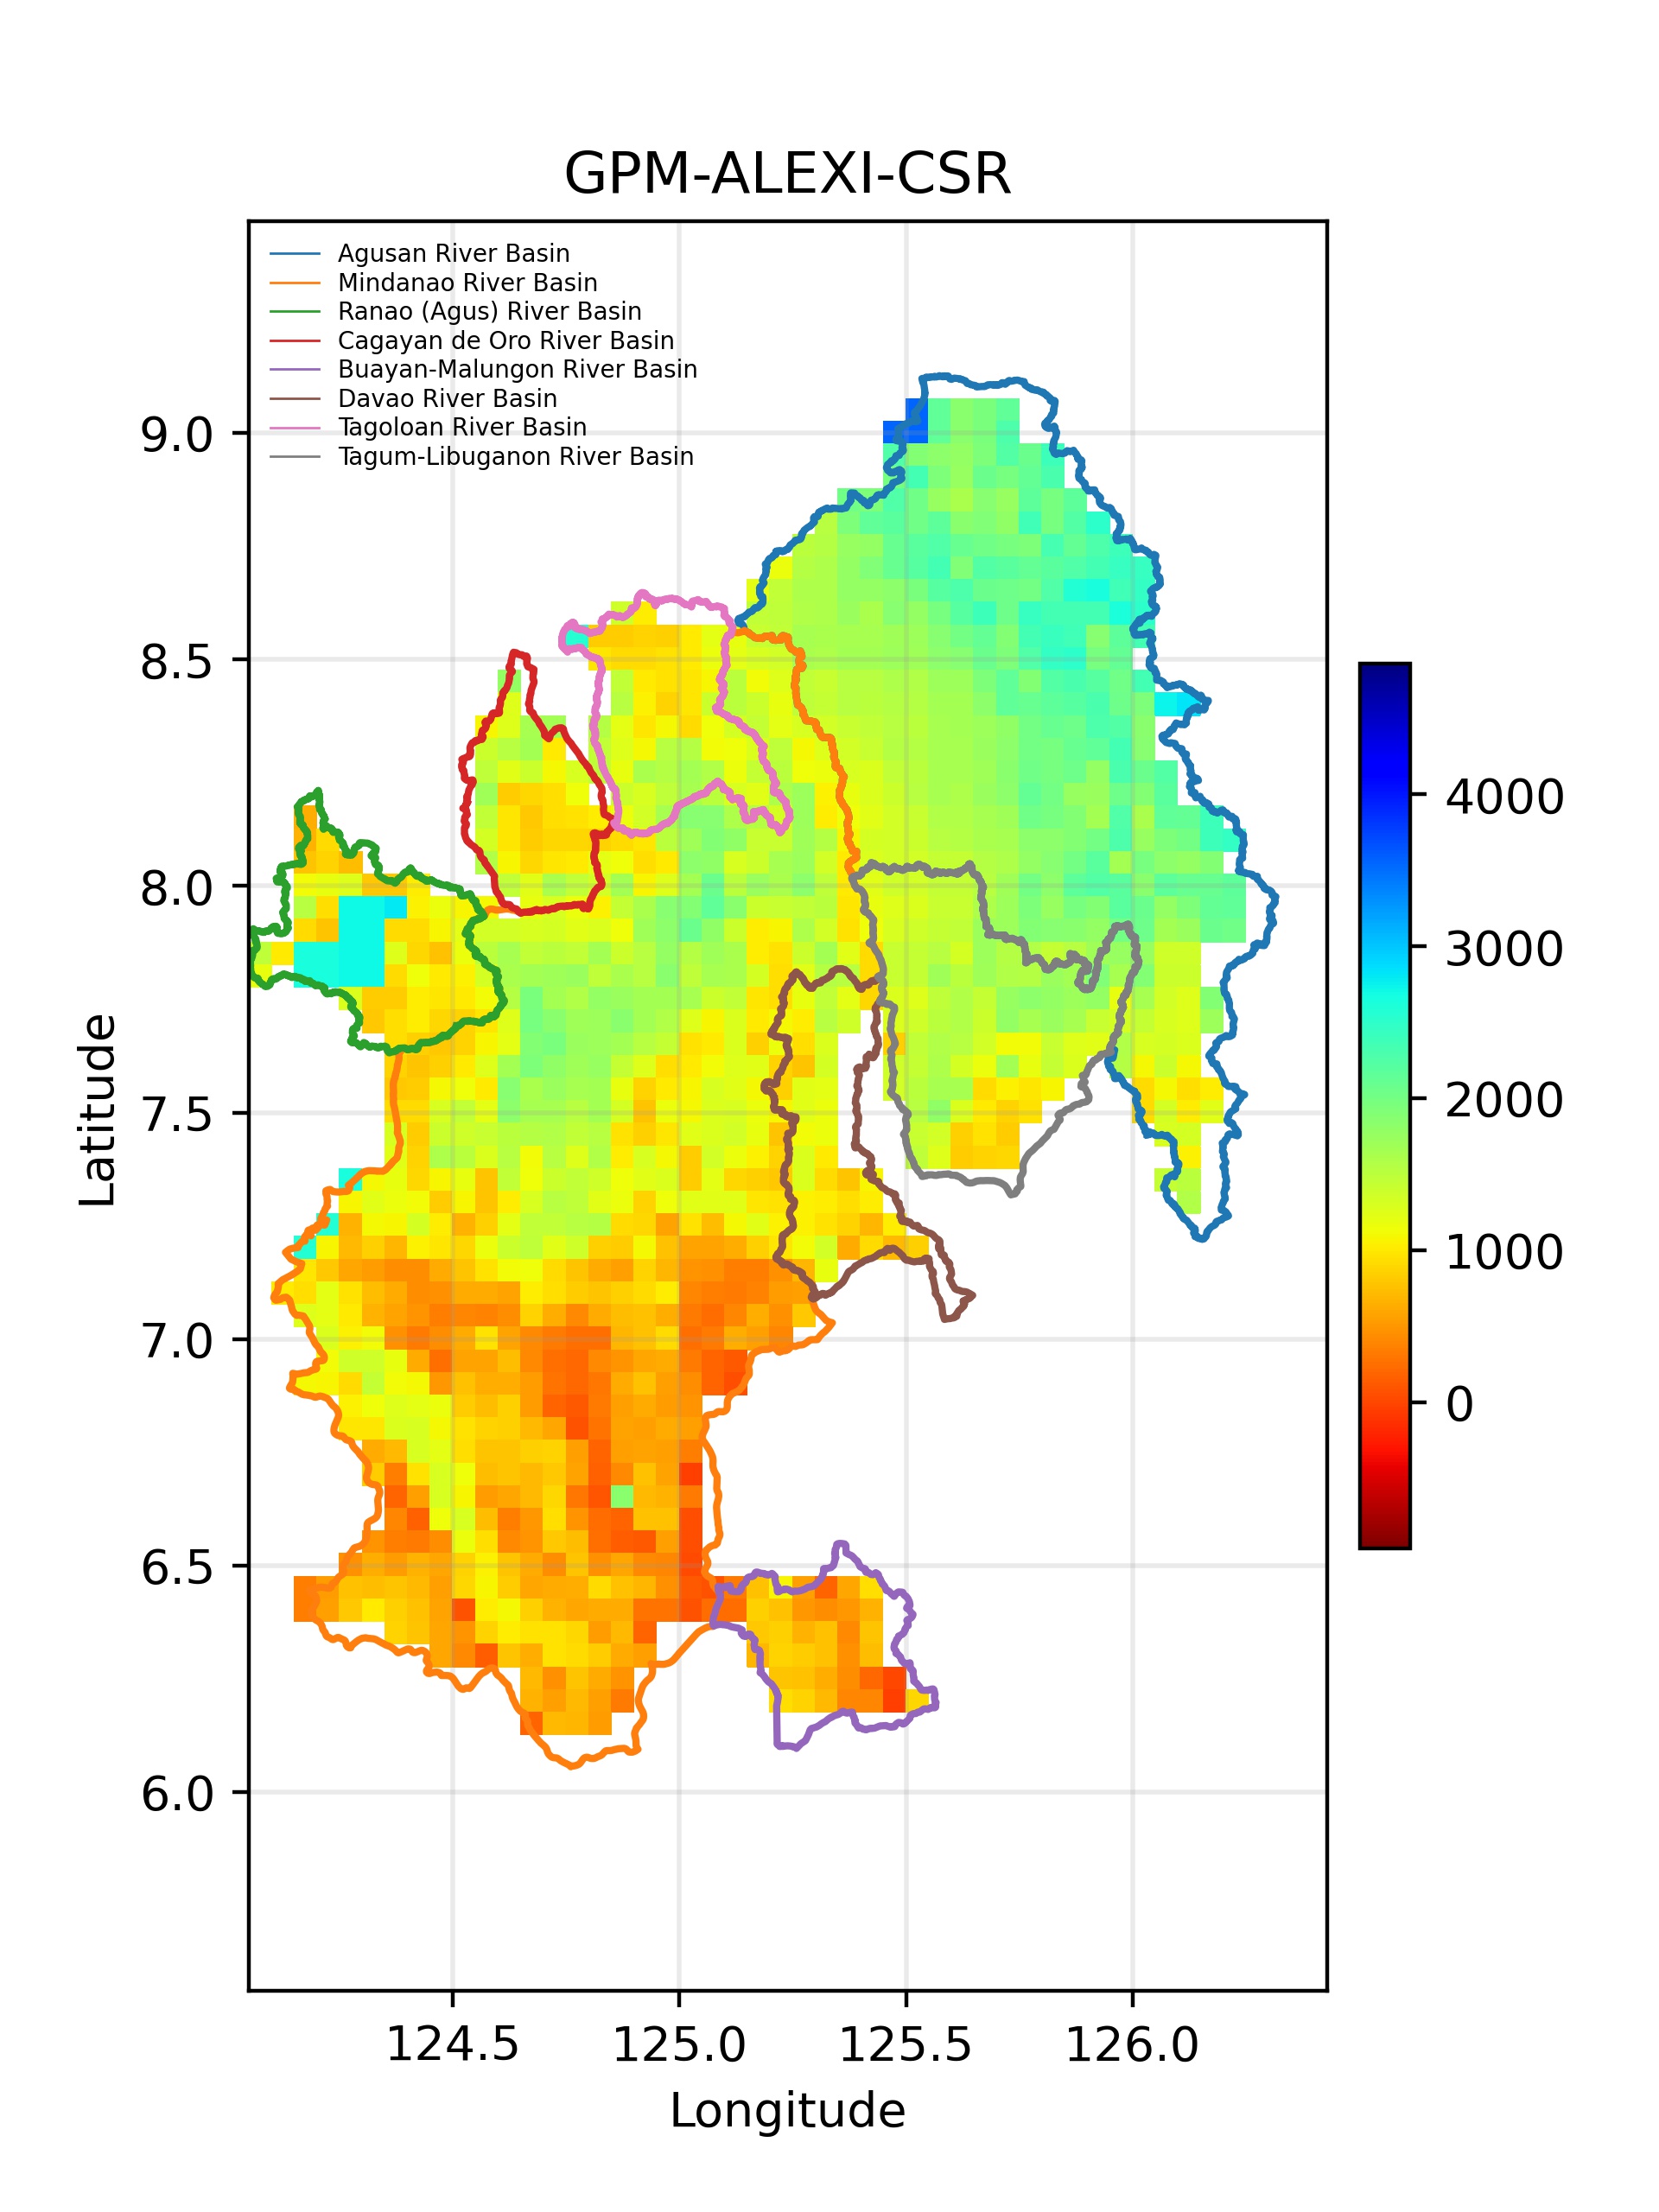 GPM-ALEXI-CSR
Agusan River Basin
Mindanao River Basin
Ranao (Agus) River Basin
Cagayan de Oro River Basin
Buayan-Malungon River Basin
Davao River Basin
Tagoloan River Basin
Tagum-Libuganon River Basin
9.0
8.5
8.0
7.5
7.0
6.5
6.0
Latitude
124.5 125.0 125.5 126.0
Longitude
4000
3000
2000
1000
0